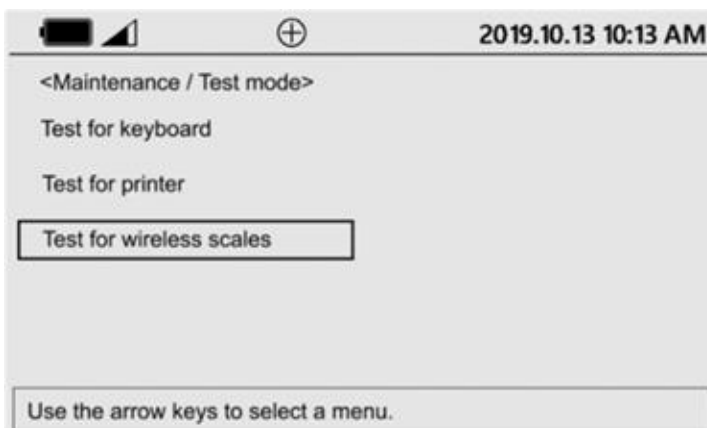 2019.10.13 10:13 AM
<Maintenance / Test mode>
Test for keyboard
Test for printer
Test for wireless scales
Use the arrow keys to select a menu.